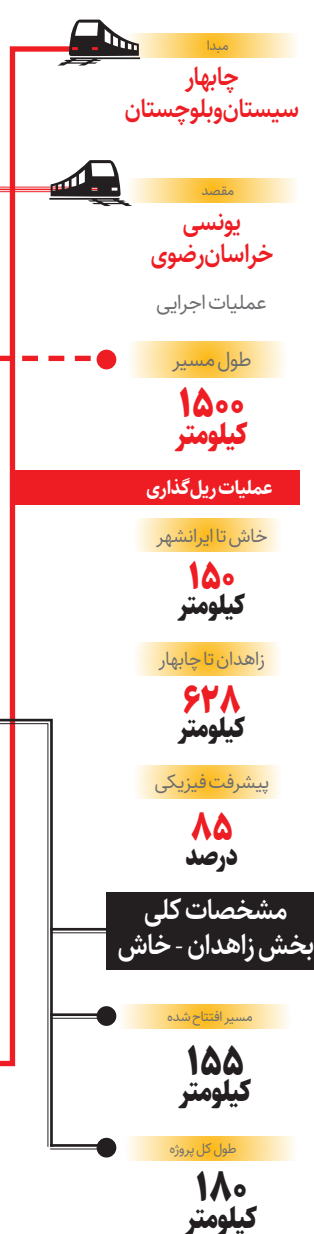 مبدا
چابهار
سیستان‌وبلوچستان
مقصد
یونسی
خراسان‌رضوی
عملیات اجرایی
طول مسیر
۱۵۰۰
کیلومتر
عملیات ریل‌گذاری
خاش تا ایرانشهر
۱۵۰
کیلومتر
زاهدان تا چابهار
۶۲۸
کیلومتر
پیشرفت فیزیکی
۸۵
درصد
مشخصات کلی
بخش زاهدان - خاش
مسیر افتتاح شده
۱۵۵
کیلومتر
طول کل پروژه
۱۸۰
کیلومتر